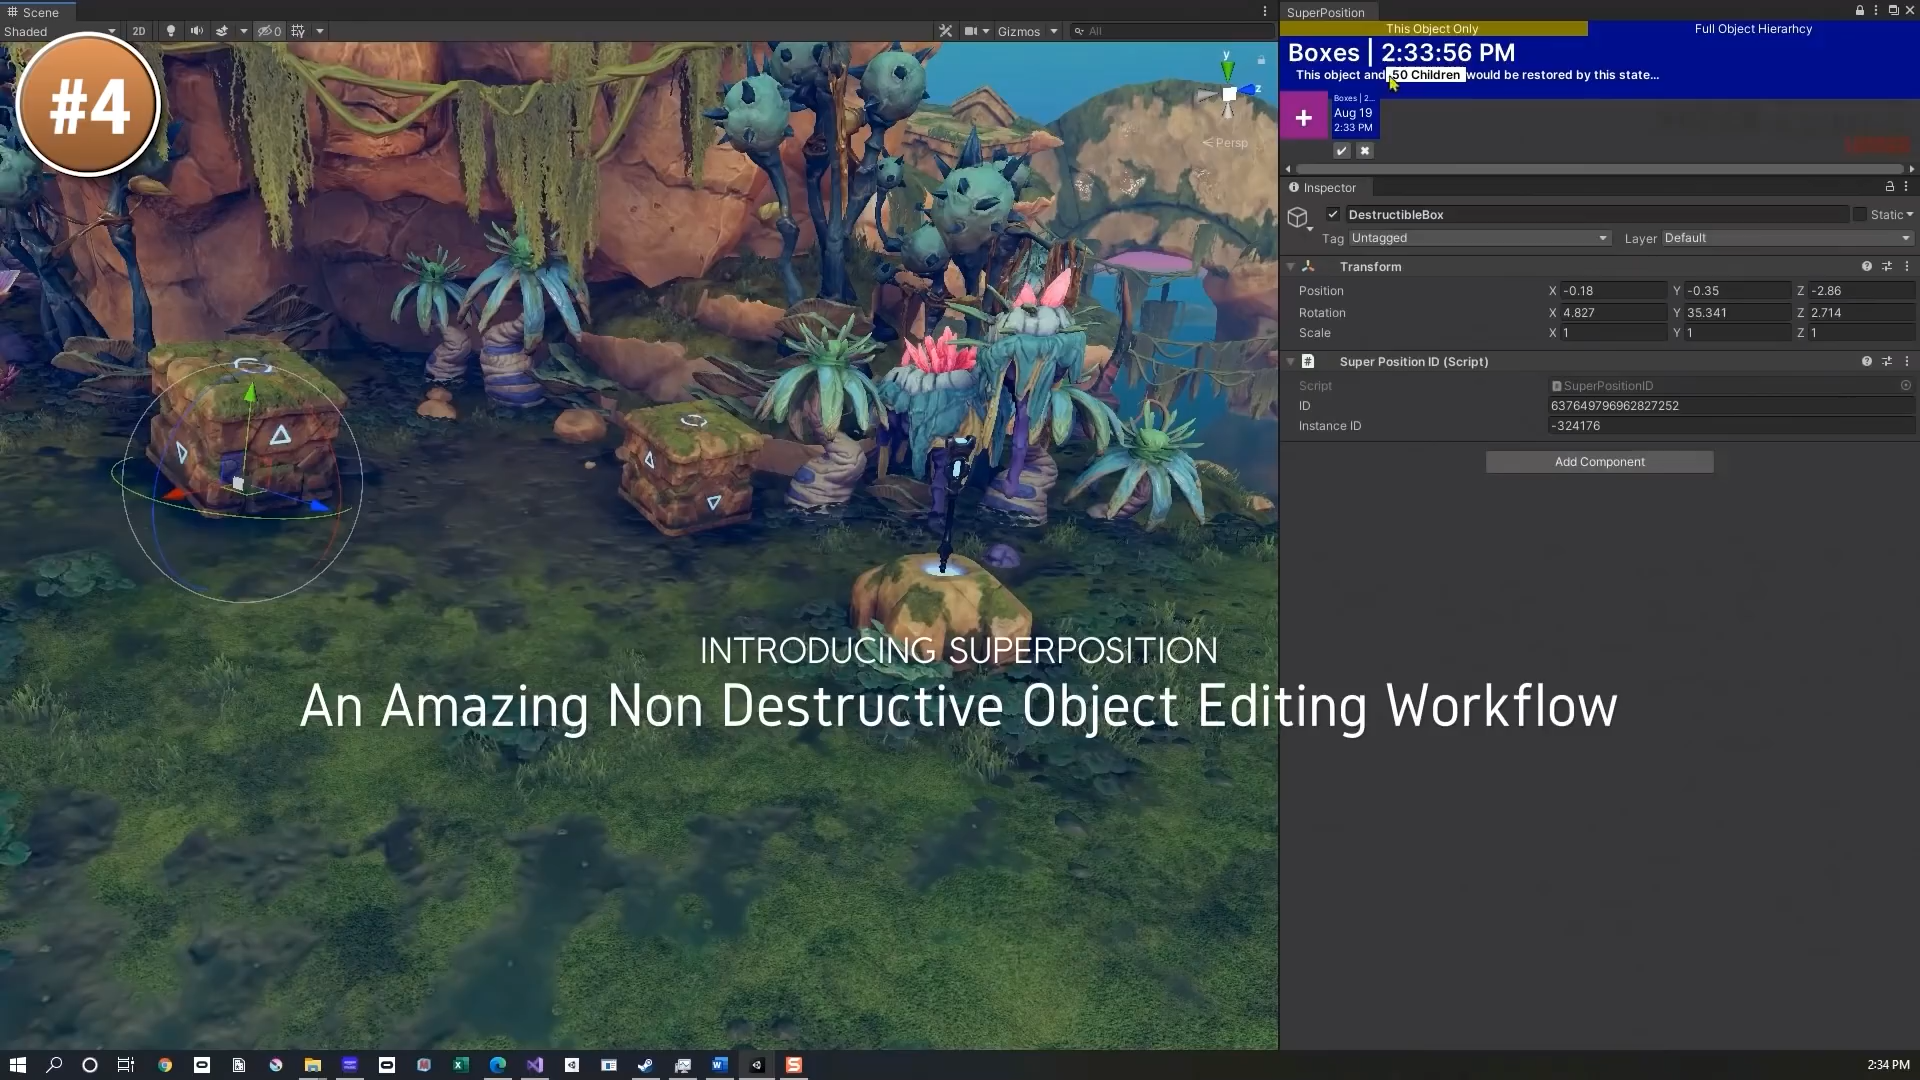 Scene
Shaded
2D
0
Gizmos
All
#4
y
z
Persp
SuperPosition
This Object Only
Full Object Hierarhcy
Boxes | 2:33:56 PM
This object and 50 Children would be restored by this state...
+
Boxes | 2...
Aug 19
2:33 PM
Inspector
DestructibleBox
Static
Tag Untagged
Layer Default
Transform
Position X -0.18 Y -0.35 Z -2.86
Rotation X 4.827 Y 35.341 Z 2.714
Scale X 1 Y 1 Z 1
# Super Position ID (Script)
Script SuperPositionID
ID 637649796962827252
Instance ID -324176
Add Component
INTRODUCING SUPERPOSITION
An Amazing Non Destructive Object Editing Workflow
2:34 PM